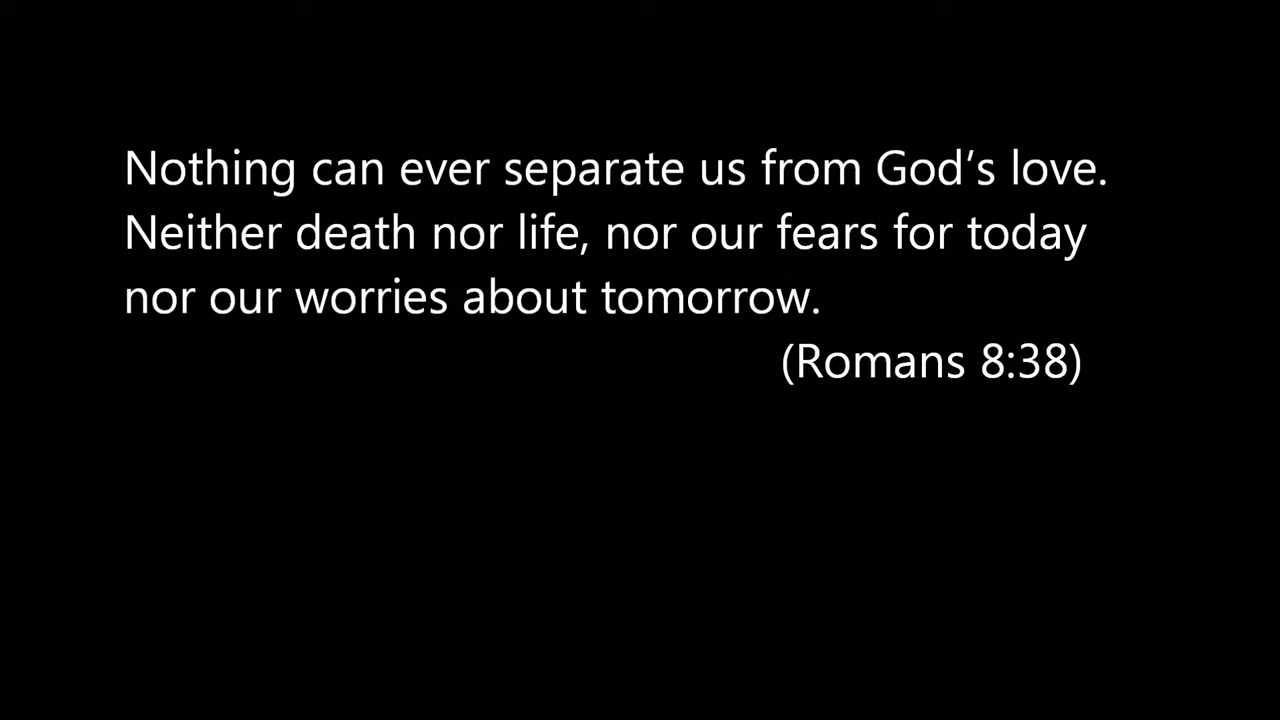 Nothing can ever separate us from God’s love.
Neither death nor life, nor our fears for today
nor our worries about tomorrow.
(Romans 8:38)